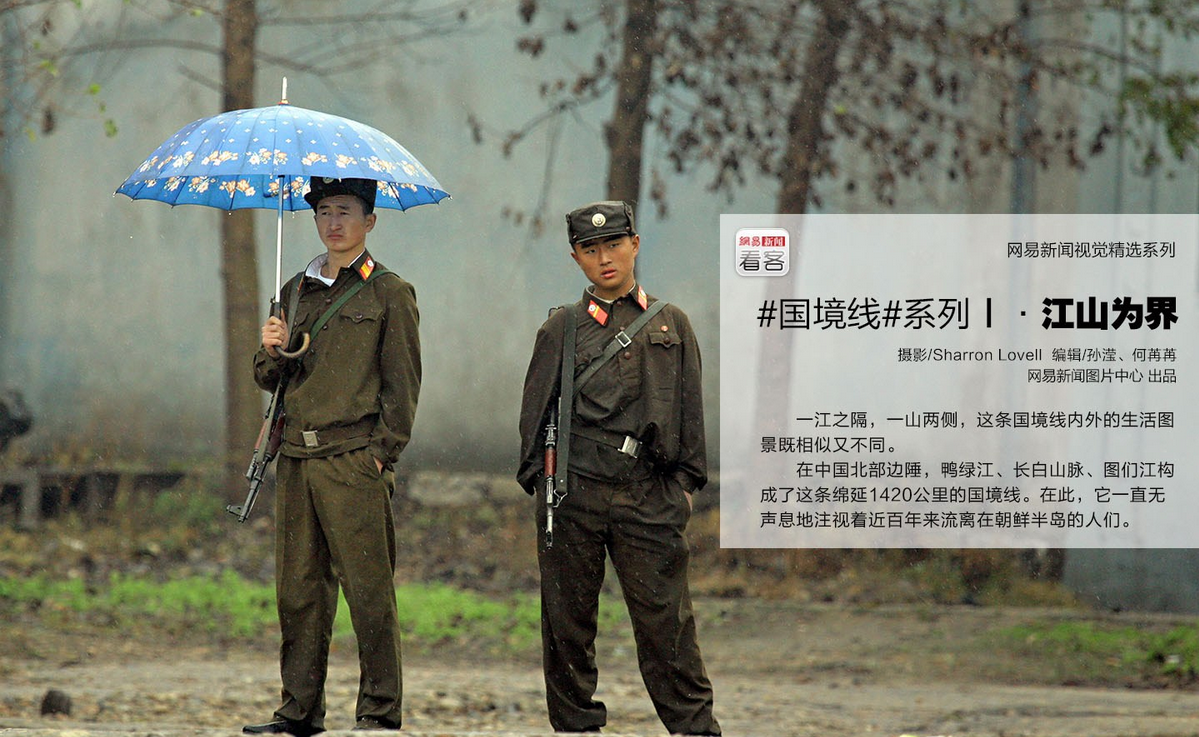 網易新闻
看客
网易新闻视觉精选系列
#国境线#系列丨·江山为界
摄影/Sharron Lovell 编辑/孙滢、何苒苒
网易新闻图片中心 出品
一江之隔，一山两侧，这条国境线内外的生活图
景既相似又不同。
在中国北部边陲，鸭绿江、长白山脉、图们江构
成了这条绵延1420公里的国境线。在此，它一直无
声息地注视着近百年来流离在朝鲜半岛的人们。